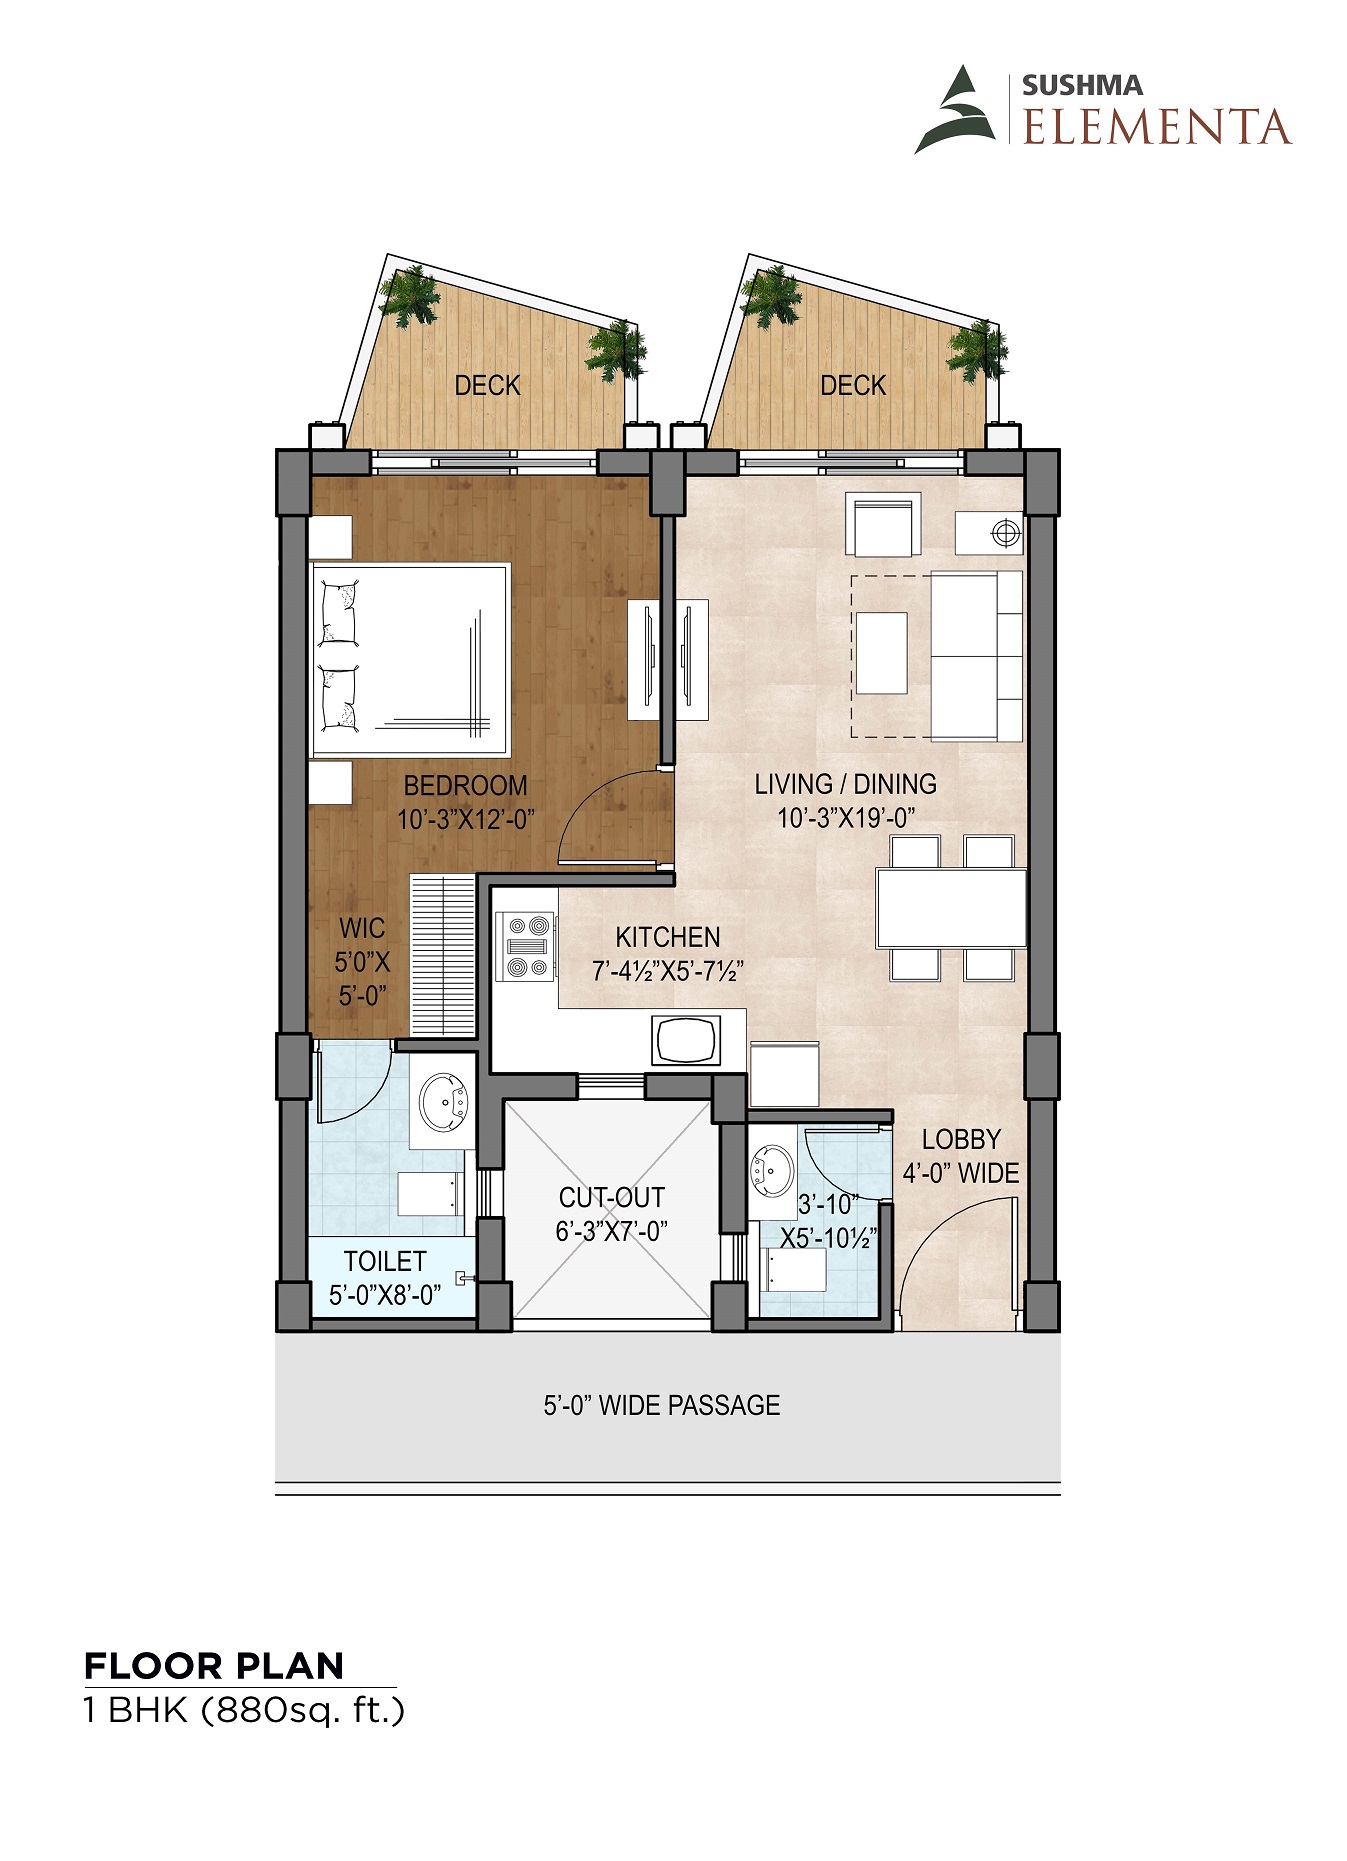 SUSHMA
ELEMENTA
DECK
DECK
BEDROOM
10'-3"X12'-0"
LIVING / DINING
10'-3"X19'-0"
WIC
5'0"X
5'-0"
KITCHEN
7'-4½"X5'-7½"
LOBBY
4'-0" WIDE
CUT-OUT
6'-3"X7'-0"
3'-10"
X5'-10½"
TOILET
5'-0"X8'-0"
5'-0" WIDE PASSAGE
FLOOR PLAN
1 BHK (880sq. ft.)